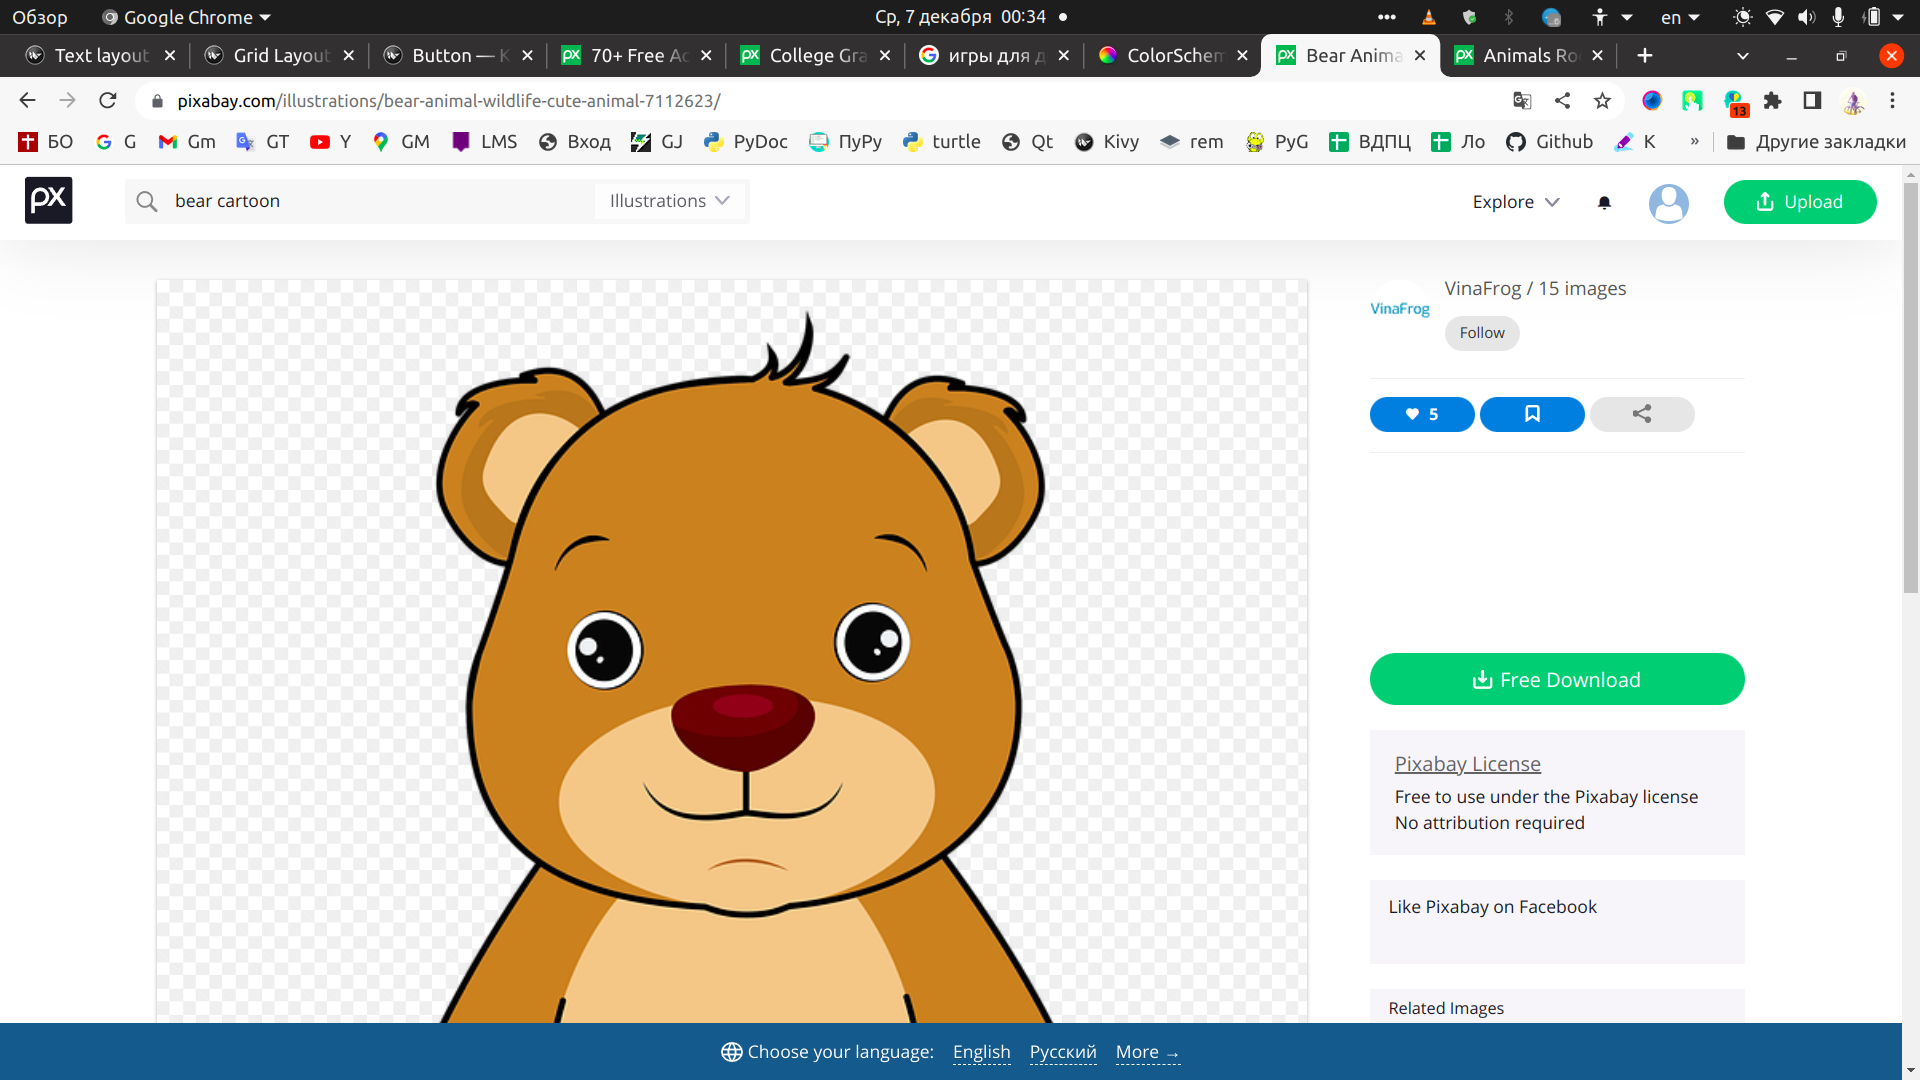 Обзор Google Chrome Ср, 7 декабря 00:34 en
Text layout Grid Layout Button — K 70+ Free Ac College Gra игры для д ColorSchem Bear Anima Animals Ro
pixabay.com/illustrations/bear-animal-wildlife-cute-animal-7112623/ 13
БО G Gm GT Y GM LMS Вход GJ PyDoc ПуРу turtle Qt Kivy rem PyG ВДПЦ Ло Github К » Другие закладки
px bear cartoon Illustrations Explore Upload
VinaFrog / 15 images
VinaFrog
Follow
5
Free Download
Pixabay License
Free to use under the Pixabay license
No attribution required
Like Pixabay on Facebook
Related Images
Choose your language: English Русский More →